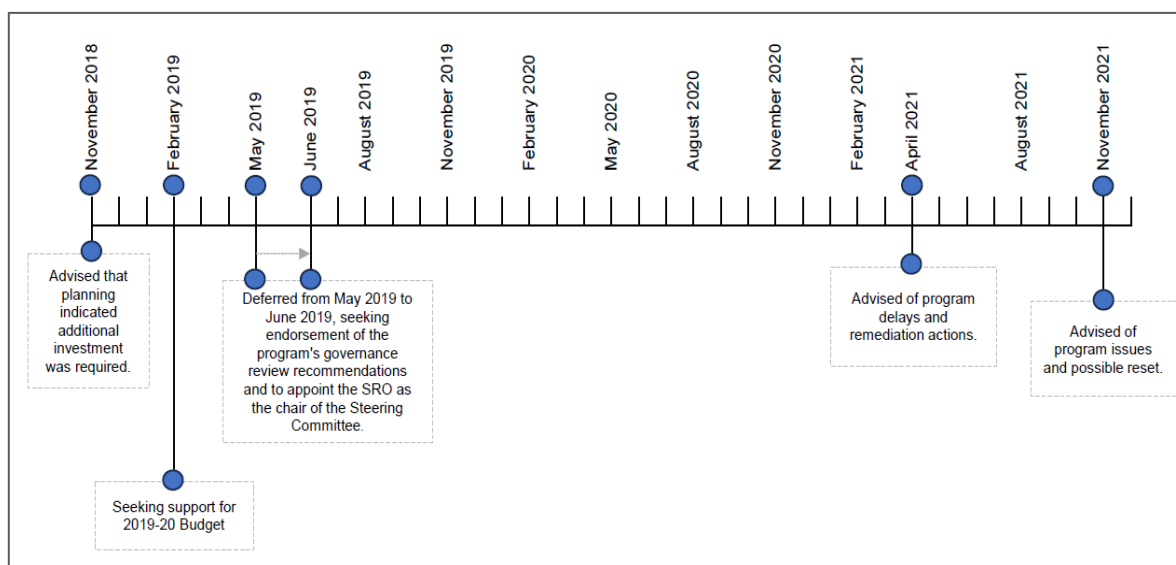 November 2018
February 2019
May 2019
June 2019
August 2019
November 2019
February 2020
May 2020
August 2020
November 2020
February 2021
April 2021
August 2021
November 2021
Advised that
planning
indicated
additional
investment
was required.
Deferred from May 2019 to
June 2019, seeking
endorsement of the
program's governance
review recommendations
and to appoint the SRO as
the chair of the Steering
Committee.
Advised of program
delays and
remediation actions.
Advised of
program issues
and possible reset.
Seeking support for
2019-20 Budget